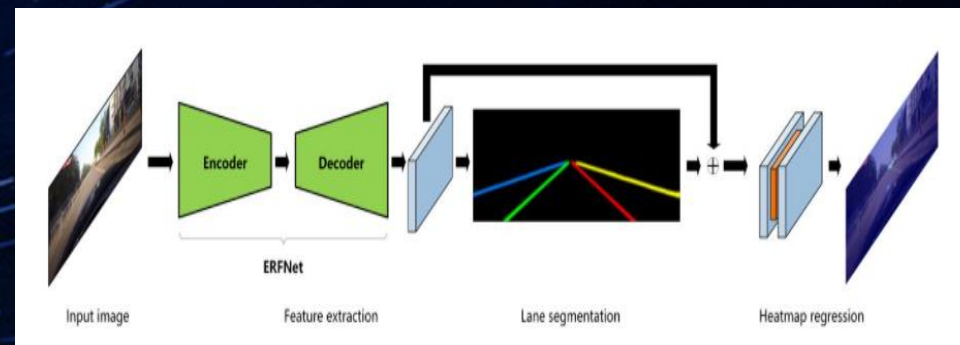 Encoder
Decoder
ERFNet
Input image
Feature extraction
Lane segmentation
Heatmap regression